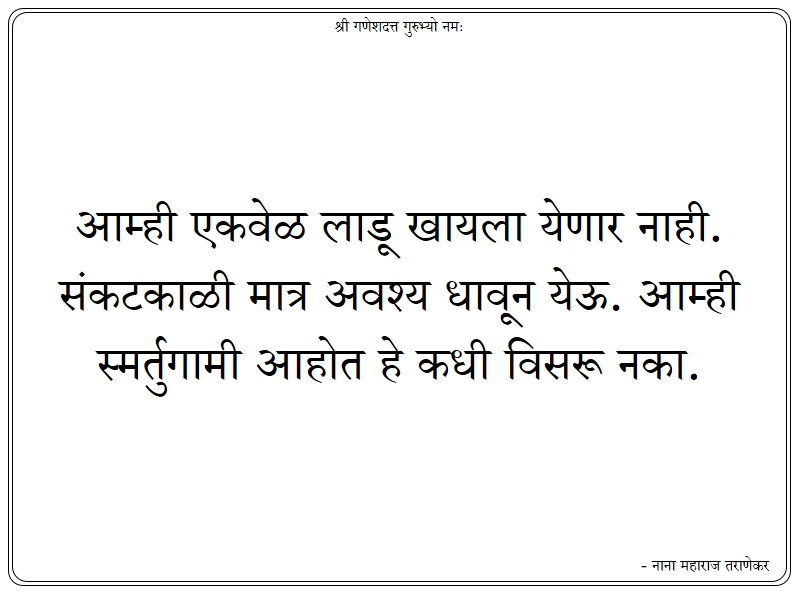 श्री गणेशदत्त गुरुभ्यो नमः
आम्ही एकवेळ लाडू खायला येणार नाही.
संकटकाळी मात्र अवश्य धावून येऊ. आम्ही
स्मर्तुगामी आहोत हे कधी विसरू नका.
- नाना महाराज तराणेकर